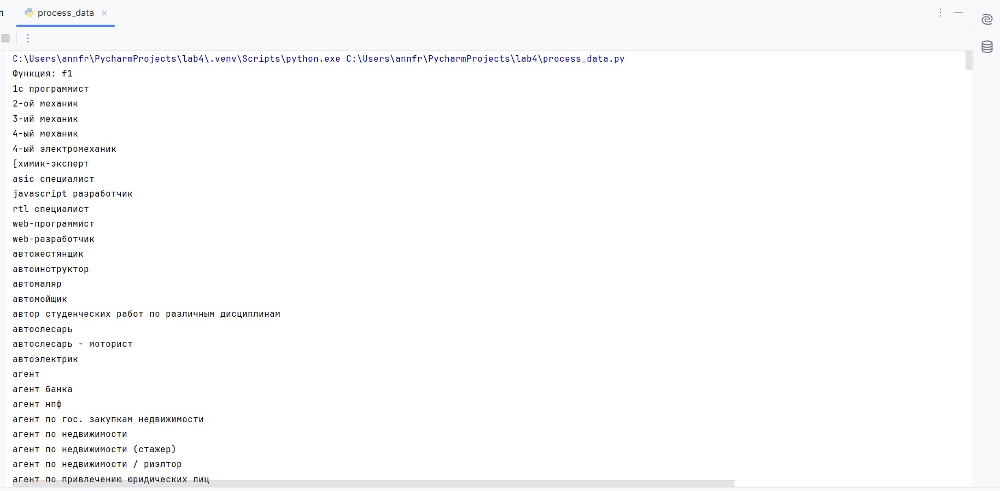 process_data
C:\Users\annfr\PycharmProjects\lab4\.venv\Scripts\python.exe C:\Users\annfr\PycharmProjects\lab4\process_data.py
Функция: f1
1с программист
2-ой механик
3-ий механик
4-ый механик
4-ый электромеханик
[химик-эксперт
asic специалист
javascript разработчик
rtl специалист
web-программист
web-разработчик
автожестянщик
автоинструктор
автомаляр
автомойщик
автор студенческих работ по различным дисциплинам
автослесарь
автослесарь - моторист
автоэлектрик
агент
агент банка
агент нпф
агент по гос. закупкам недвижимости
агент по недвижимости
агент по недвижимости (стажер)
агент по недвижимости / риэлтор
агент по привлечению юридических лиц